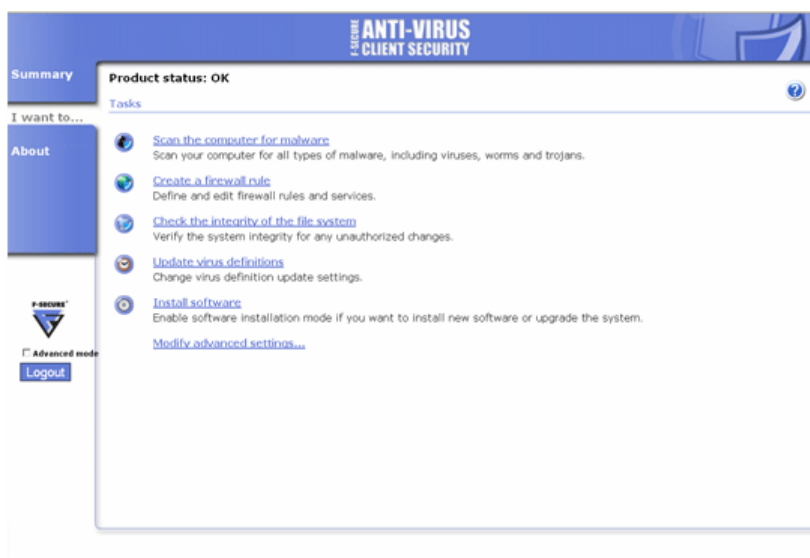 F-SECURE ANTI-VIRUS
CLIENT SECURITY
Summary
I want to...
About
Product status: OK
Tasks
Scan the computer for malware
Scan your computer for all types of malware, including viruses, worms and trojans.
Create a firewall rule
Define and edit firewall rules and services.
Check the integrity of the file system
Verify the system integrity for any unauthorized changes.
Update virus definitions
Change virus definition update settings.
Install software
Enable software installation mode if you want to install new software or upgrade the system.
Modify advanced settings...
F-SECURE
Advanced mode
Logout
?